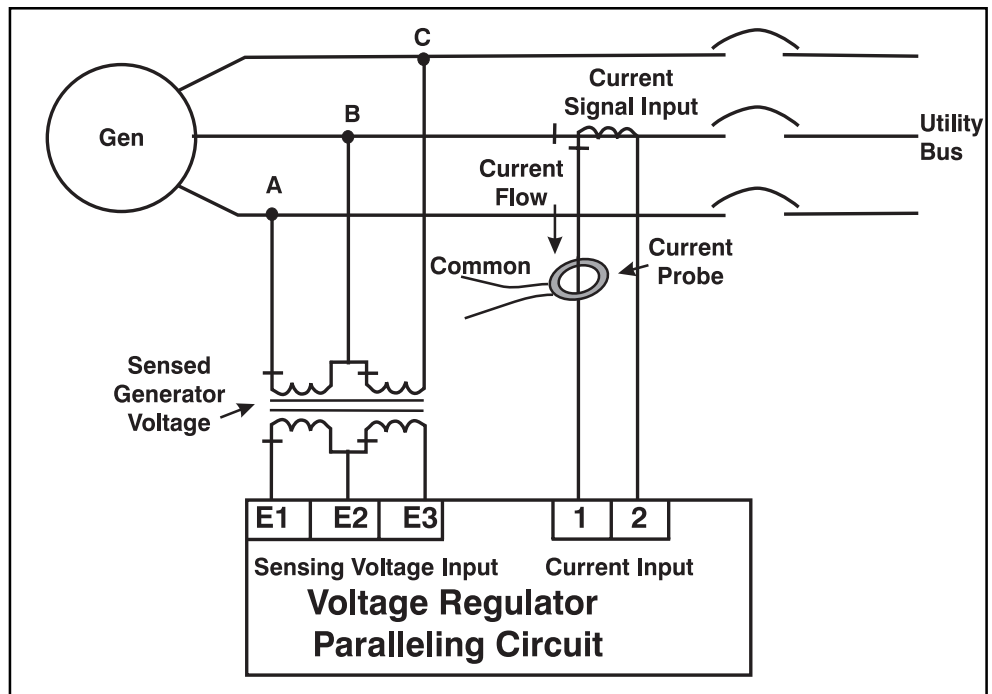 C
Current
Signal Input
B
Gen
Utility
Bus
Current
Flow
A
Current
Probe
Common
Sensed
Generator
Voltage
E1 E2 E3 1 2
Sensing Voltage Input Current Input
Voltage Regulator
Paralleling Circuit